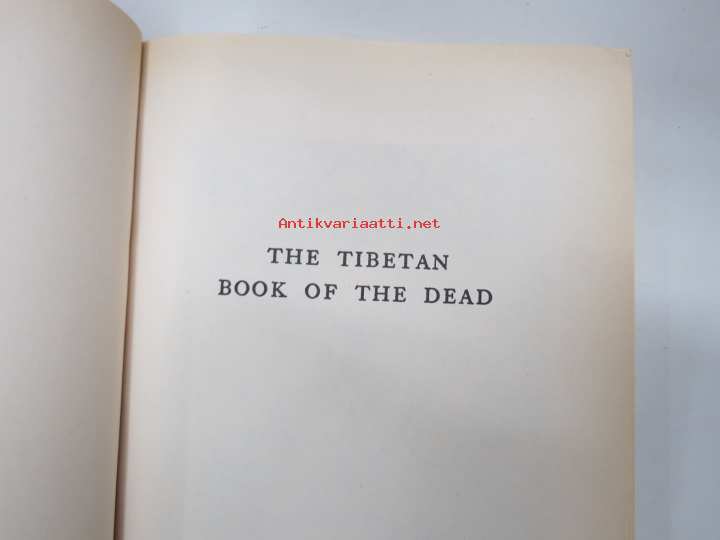 Antikvariaatti.net
THE TIBETAN
BOOK OF THE DEAD